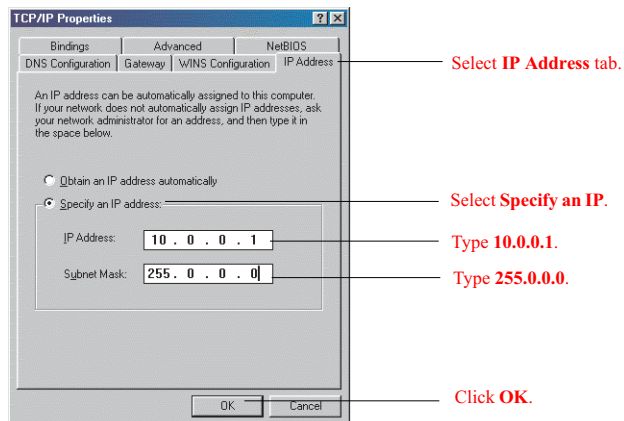 TCP/IP Properties
Bindings Advanced NetBIOS
DNS Configuration Gateway WINS Configuration IP Address
Select IP Address tab.
An IP address can be automatically assigned to this computer.
If your network does not automatically assign IP addresses, ask
your network administrator for an address, and then type it in
the space below.
Obtain an IP address automatically
Specify an IP address:
Select Specify an IP.
IP Address: 10 . 0 . 0 . 1
Type 10.0.0.1.
Subnet Mask: 255 . 0 . 0 . 0
Type 255.0.0.0.
OK Cancel
Click OK.